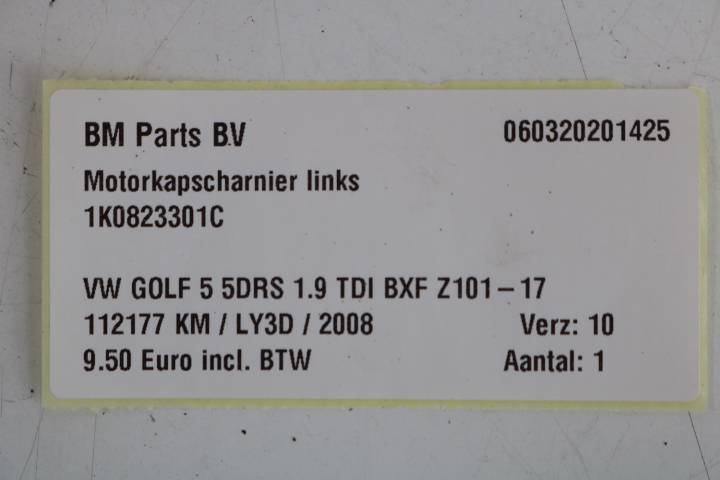 BM Parts BV 060320201425
Motorkapscharnier links
1K0823301C
VW GOLF 5 5DRS 1.9 TDI BXF Z101-17
112177 KM / LY3D / 2008 Verz: 10
9.50 Euro incl. BTW Aantal: 1